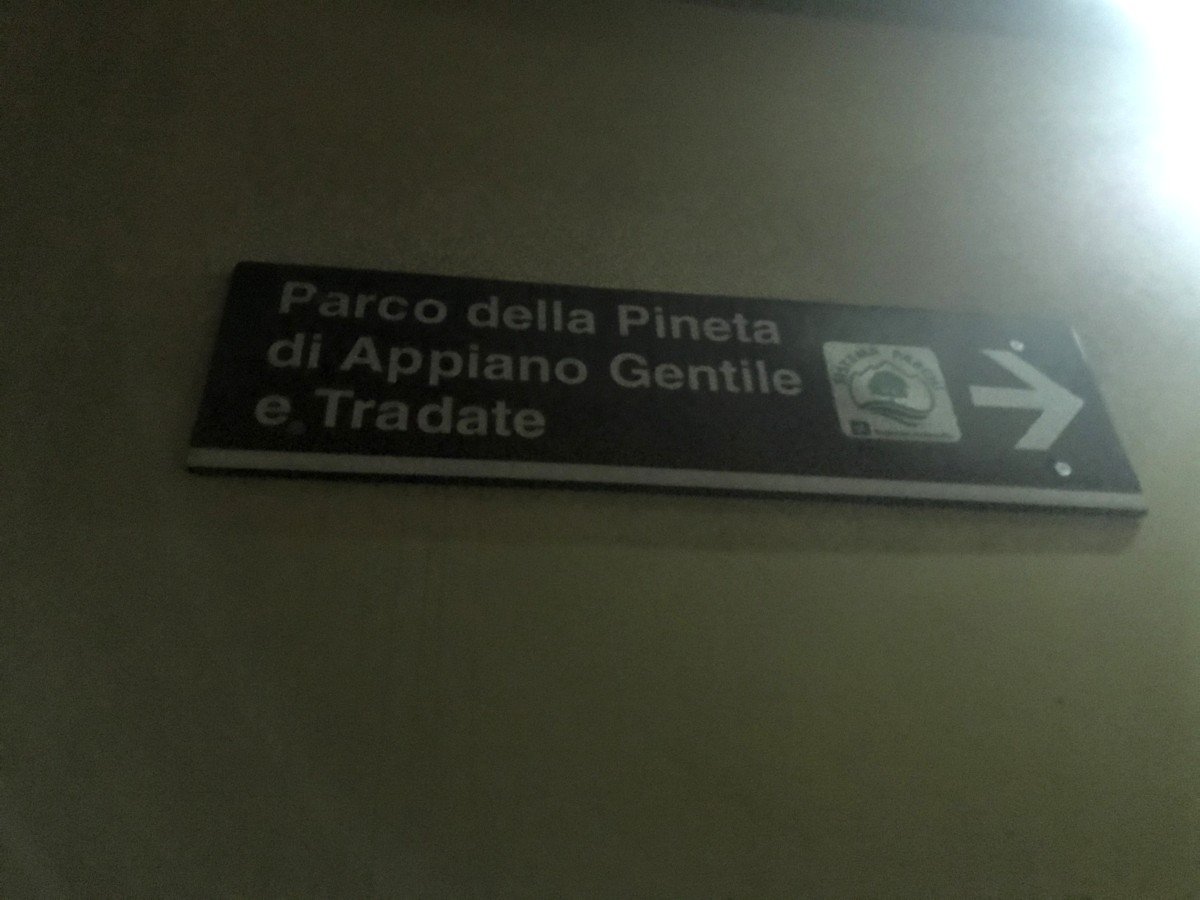 Parco della Pineta
di Appiano Gentile
e Tradate